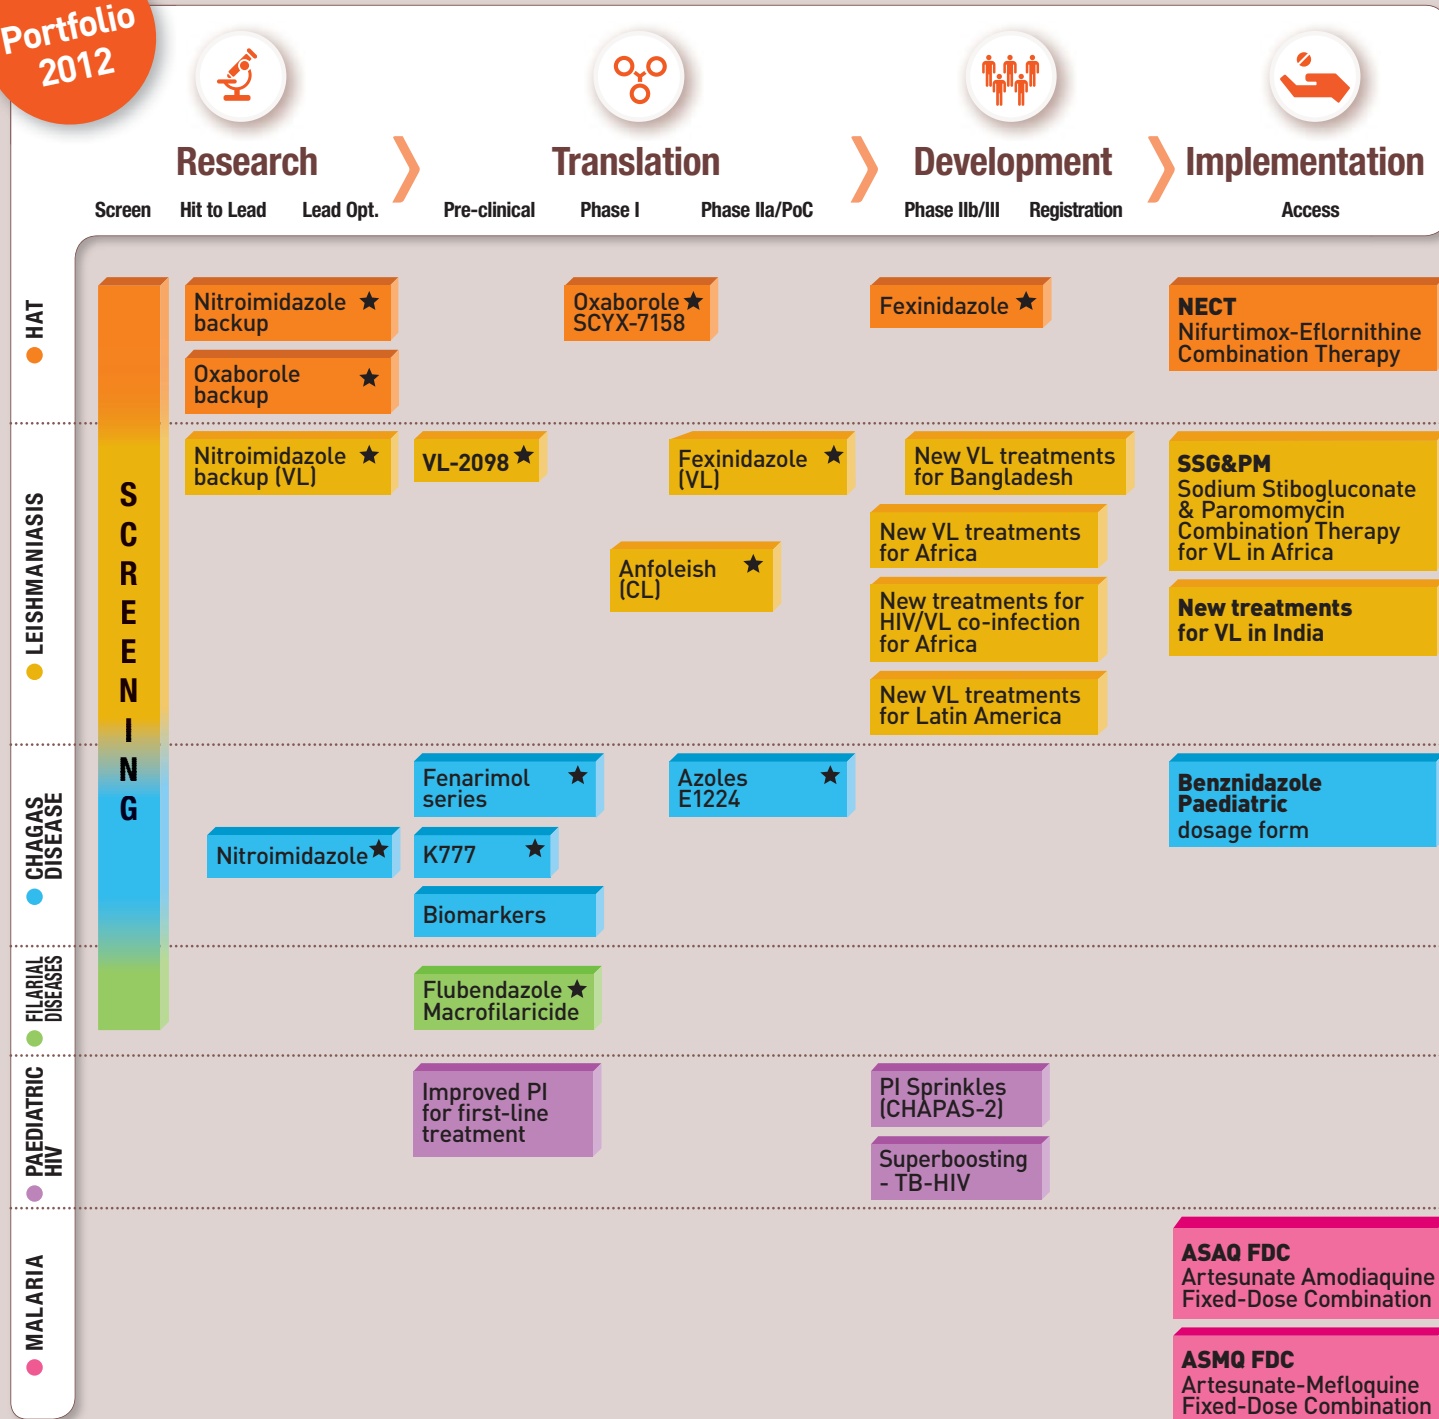 Portfolio
2012
Research
Translation
Development
Implementation
Screen
Hit to Lead
Lead Opt.
Pre-clinical
Phase I
Phase IIa/PoC
Phase IIb/III
Registration
Access
SCREENING
HAT
Nitroimidazole
backup
Oxaborole
backup
Oxaborole
SCYX-7158
Fexinidazole
NECT
Nifurtimox-Eflornithine
Combination Therapy
LEISHMANIASIS
Nitroimidazole
backup (VL)
VL-2098
Fexinidazole
(VL)
Anfoleish
(CL)
New VL treatments
for Bangladesh
New VL treatments
for Africa
New treatments for
HIV/VL co-infection
for Africa
New VL treatments
for Latin America
SSG&PM
Sodium Stibogluconate
& Paromomycin
Combination Therapy
for VL in Africa
New treatments
for VL in India
CHAGAS
DISEASE
Nitroimidazole
Fenarimol
series
K777
Biomarkers
Azoles
E1224
Benznidazole
Paediatric
dosage form
FILARIAL
DISEASES
Flubendazole
Macrofilaricide
PAEDIATRIC
HIV
Improved PI
for first-line
treatment
PI Sprinkles
(CHAPAS-2)
Superboosting
- TB-HIV
MALARIA
ASAQ FDC
Artesunate Amodiaquine
Fixed-Dose Combination
ASMQ FDC
Artesunate-Mefloquine
Fixed-Dose Combination